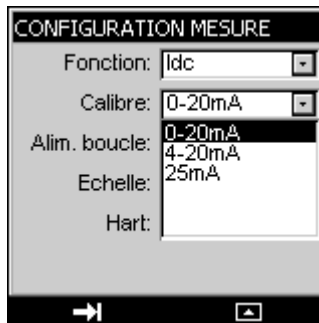 CONFIGURATION MESURE
Fonction: Idc
Calibre: 0-20mA
Alim. boucle: 0-20mA
4-20mA
Echelle: 25mA
Hart: